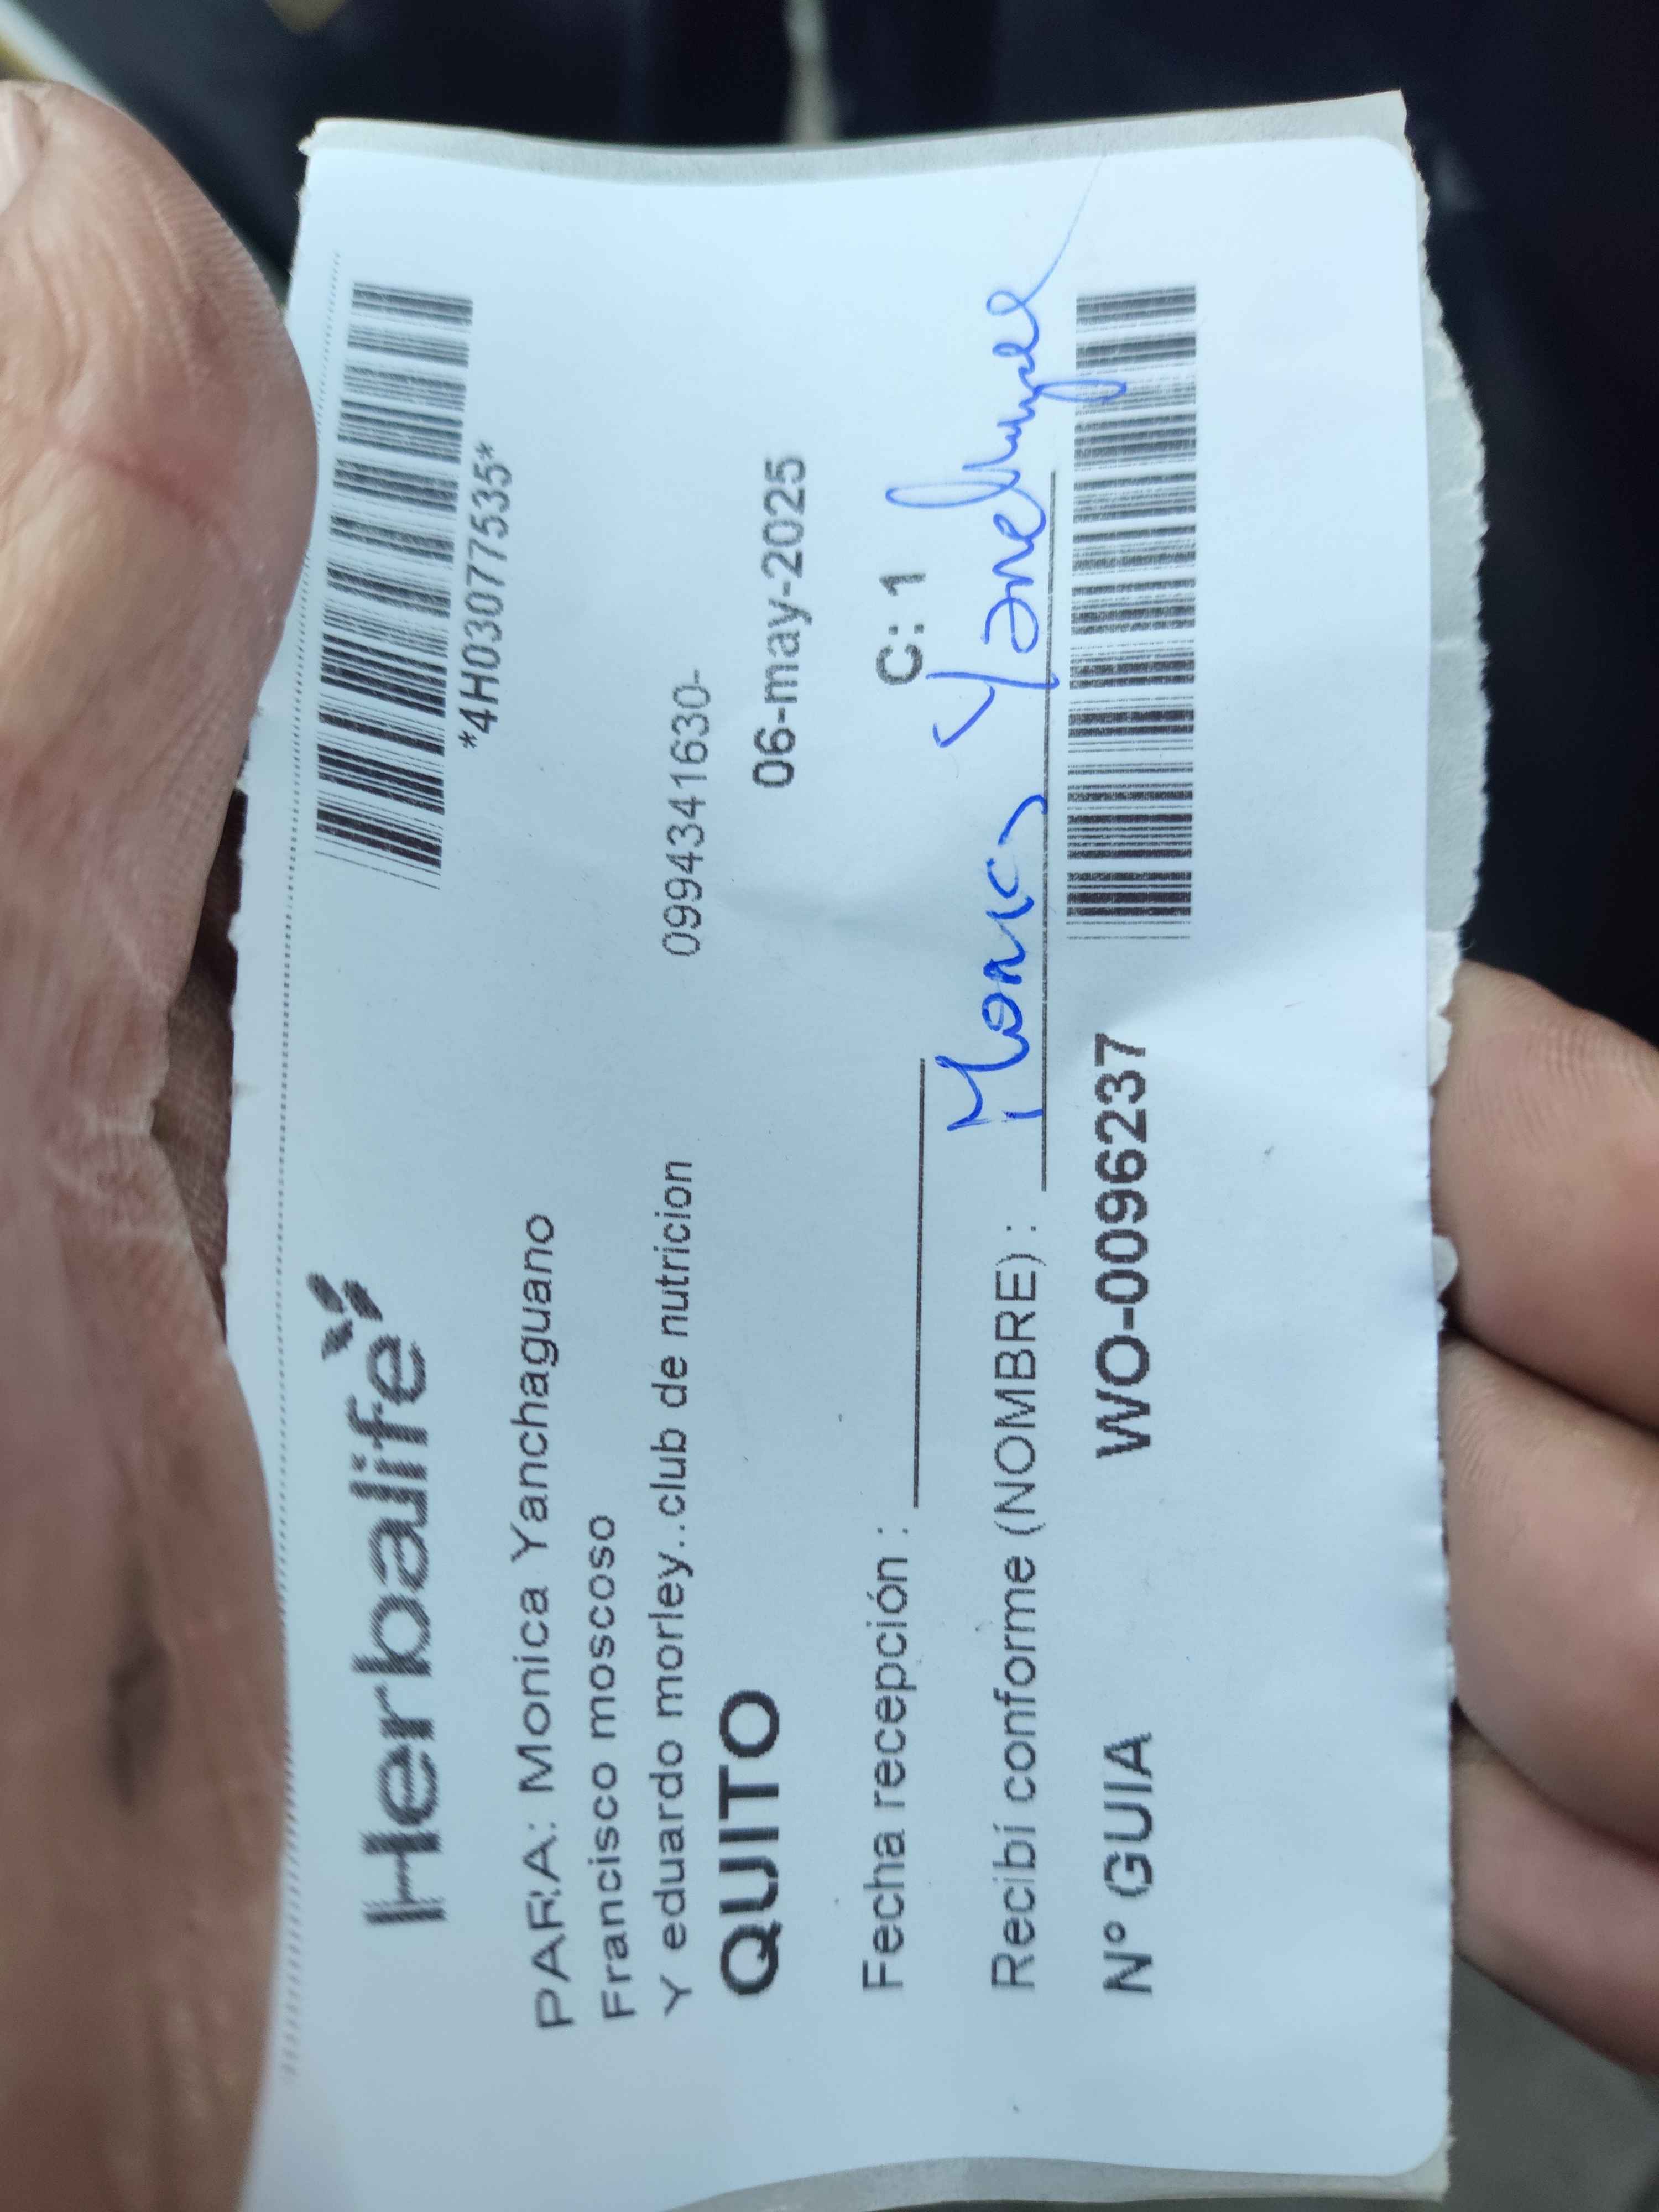 Herbalife
*4H03077535*
PARA: Monica Yanchaguano
Francisco moscoso
Y eduardo morley..club de nutricion
0994341630-
QUITO
06-may-2025
Fecha recepción :
C: 1
Recibí conforme (NOMBRE) : Monica
Nº GUIA WO-0096237